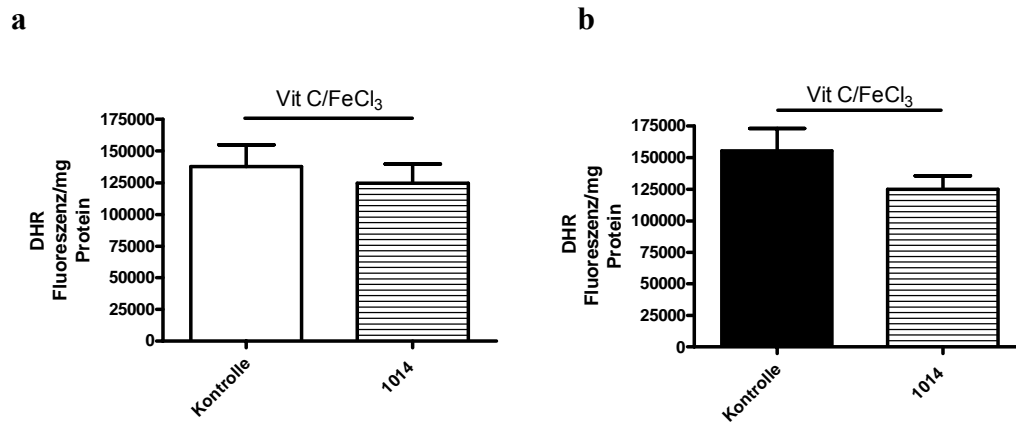 a
Vit C/FeCl₃
175000
150000
125000
100000
75000
50000
25000
0
DHR
Fluoreszenz/mg
Protein
Kontrolle
1014
b
Vit C/FeCl₃
175000
150000
125000
100000
75000
50000
25000
0
DHR
Fluoreszenz/mg
Protein
Kontrolle
1014